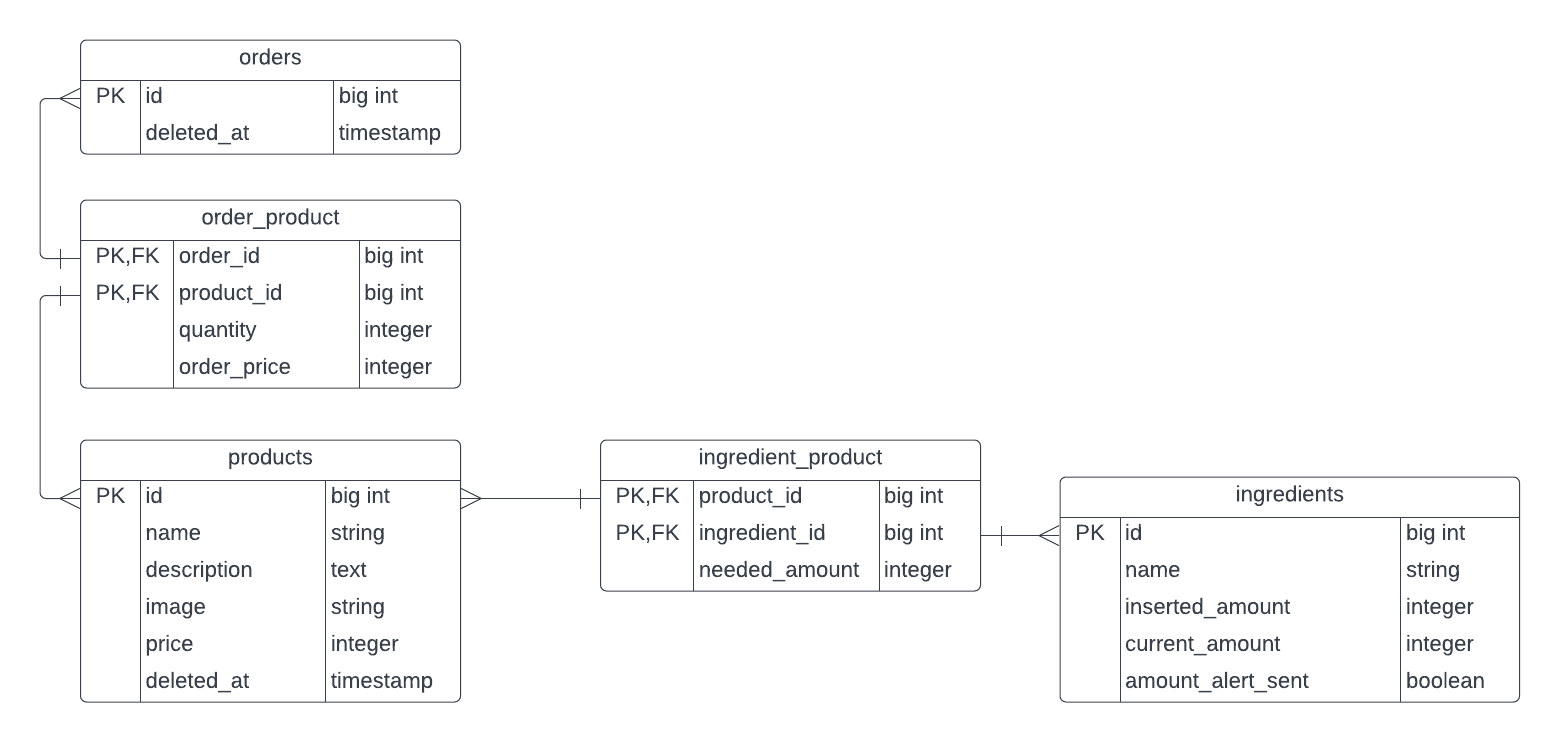 orders
PK id big int
deleted_at timestamp
order_product
PK,FK order_id big int
PK,FK product_id big int
quantity integer
order_price integer
products
PK id big int
name string
description text
image string
price integer
deleted_at timestamp
ingredient_product
PK,FK product_id big int
PK,FK ingredient_id big int
needed_amount integer
ingredients
PK id big int
name string
inserted_amount integer
current_amount integer
amount_alert_sent boolean